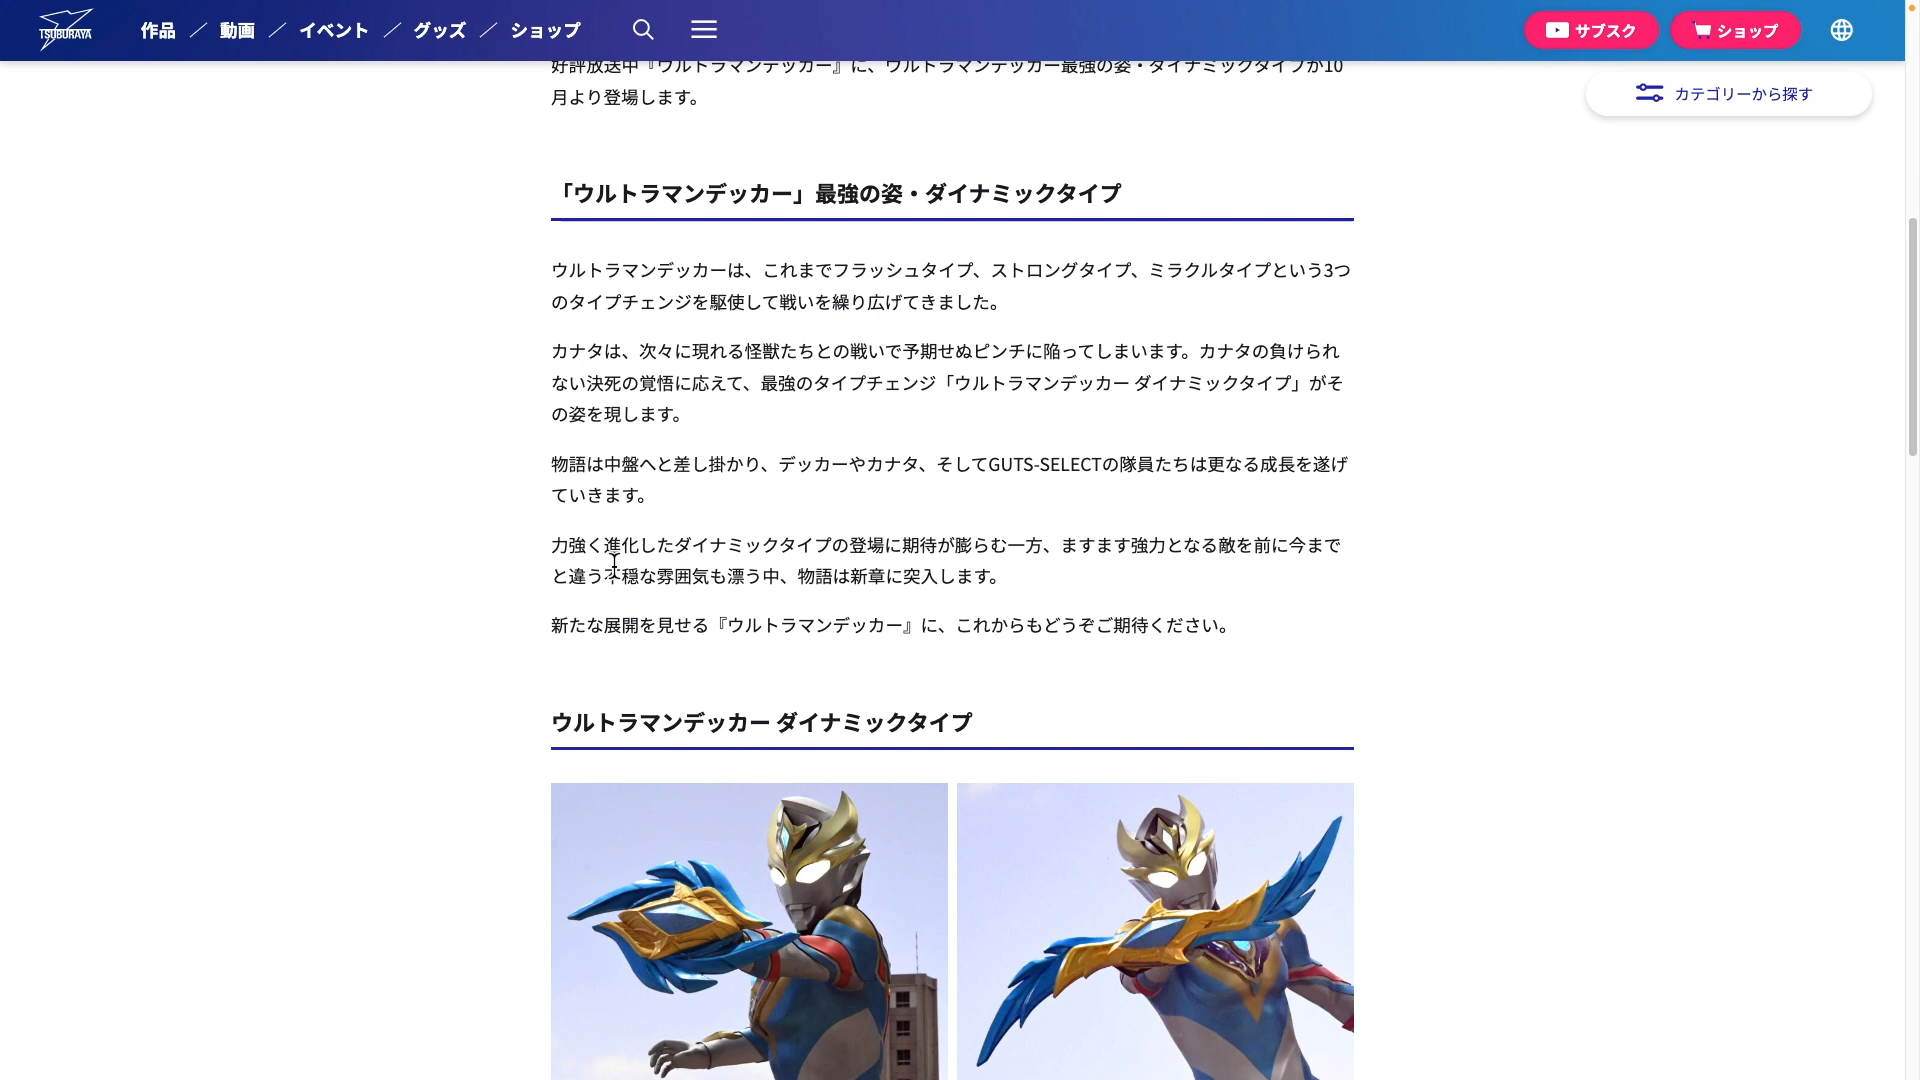 TSUBURAYA
作品 ／ 動画 ／ イベント ／ グッズ ／ ショップ
サブスク
ショップ
カテゴリーから探す
好評放送中『ウルトラマンデッカー』に、ウルトラマンデッカー最強の姿・ダイナミックタイプが10
月より登場します。
「ウルトラマンデッカー」最強の姿・ダイナミックタイプ
ウルトラマンデッカーは、これまでフラッシュタイプ、ストロングタイプ、ミラクルタイプという3つ
のタイプチェンジを駆使して戦いを繰り広げてきました。
カナタは、次々に現れる怪獣たちとの戦いで予期せぬピンチに陥ってしまいます。カナタの負けられ
ない決死の覚悟に応えて、最強のタイプチェンジ「ウルトラマンデッカー ダイナミックタイプ」がそ
の姿を現します。
物語は中盤へと差し掛かり、デッカーやカナタ、そしてGUTS-SELECTの隊員たちは更なる成長を遂げ
ていきます。
力強く進化したダイナミックタイプの登場に期待が膨らむ一方、ますます強力となる敵を前に今まで
と違う不穏な雰囲気も漂う中、物語は新章に突入します。
新たな展開を見せる『ウルトラマンデッカー』に、これからもどうぞご期待ください。
ウルトラマンデッカー ダイナミックタイプ